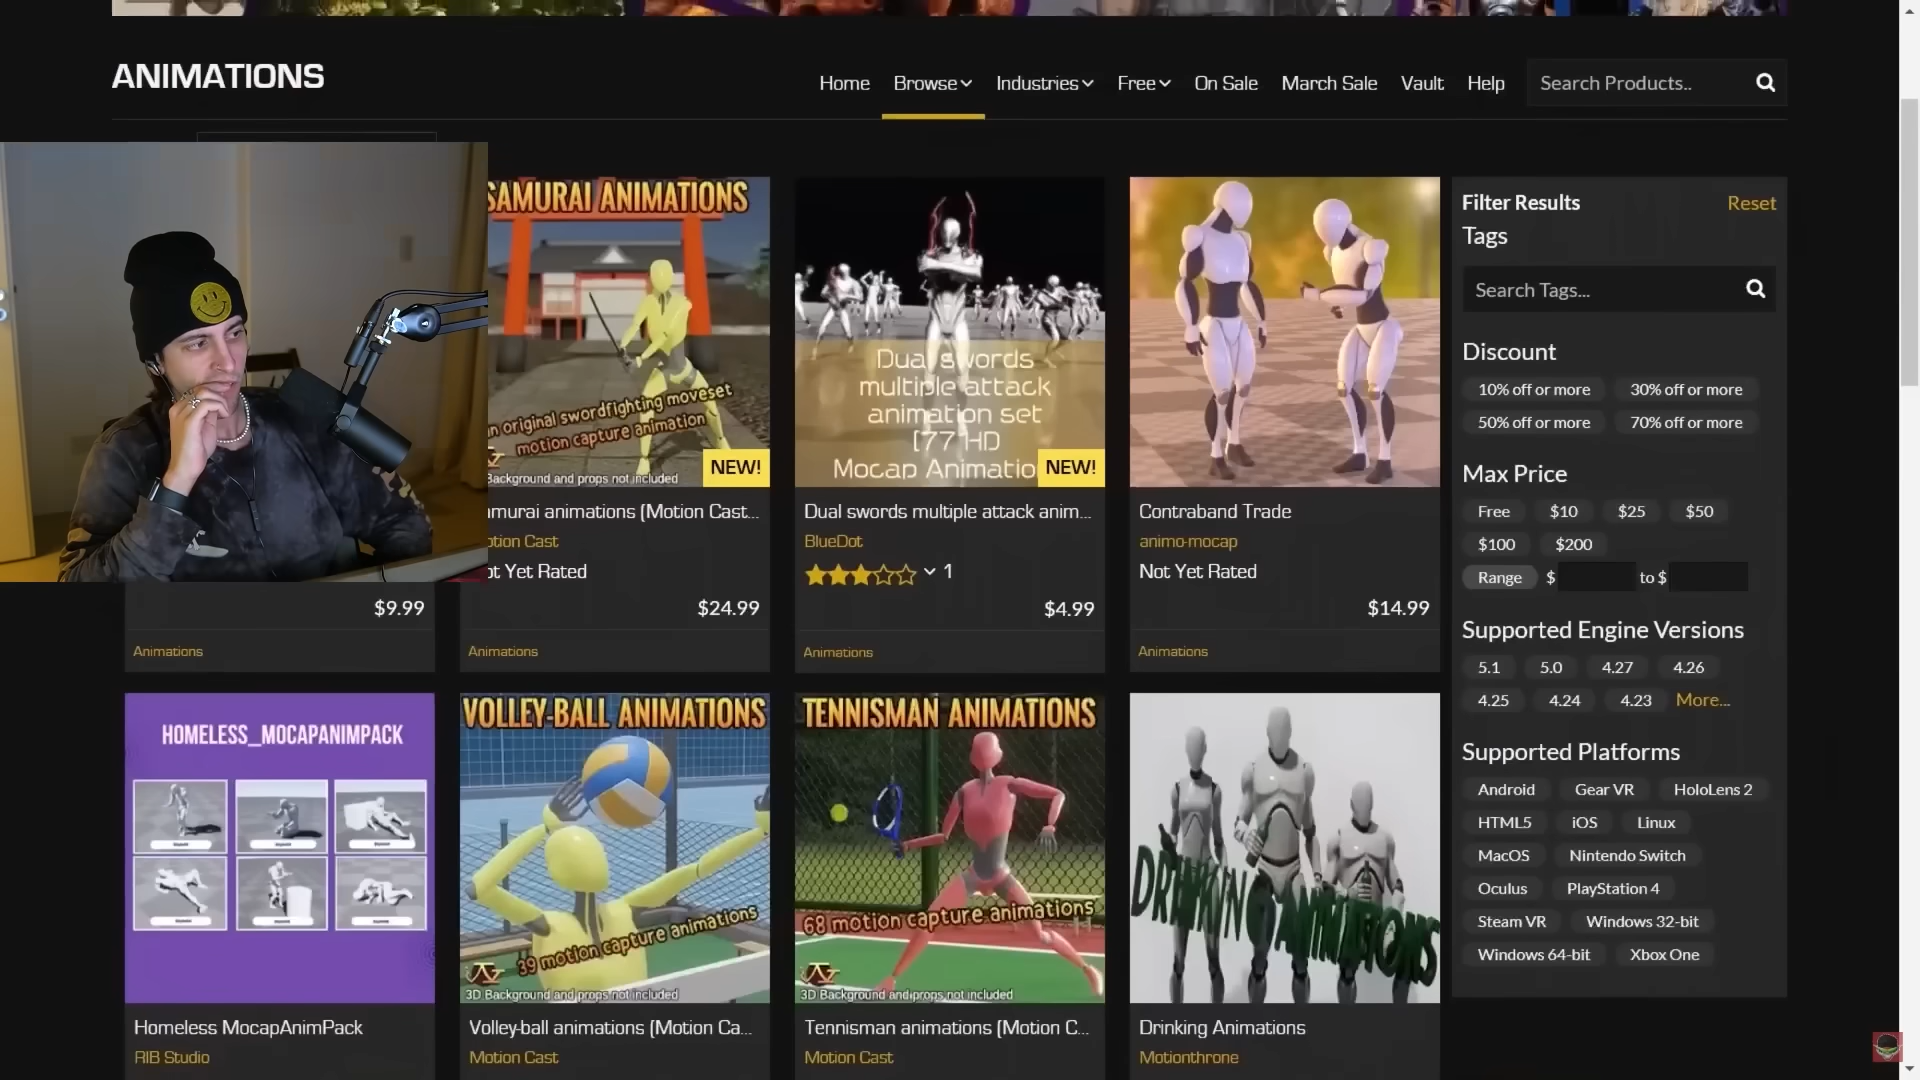 ANIMATIONS
Home
Browse
Industries
Free
On Sale
March Sale
Vault
Help
Search Products..
SAMURAI ANIMATIONS
n original swordfighting moveset
motion capture animation
Background and props not included
NEW!
Dual swords
multiple attack
animation set
[77 HD
Mocap Animatio
NEW!
amurai animations (Motion Cast...
otion Cast
ot Yet Rated
Dual swords multiple attack anim...
BlueDot
1
Contraband Trade
animo-mocap
Not Yet Rated
$9.99
$24.99
$4.99
$14.99
Animations
Animations
Animations
Animations
HOMELESS_MOCAPANIMPACK
VOLLEY-BALL ANIMATIONS
39 motion capture animations
3D Background and props not included
TENNISMAN ANIMATIONS
68 motion capture animations
3D Background and props not included
DRINKING ANIMATIONS
Homeless MocapAnimPack
RIB Studio
Volley-ball animations (Motion Ca...
Motion Cast
Tennisman animations (Motion C...
Motion Cast
Drinking Animations
Motionthrone
Filter Results
Reset
Tags
Search Tags...
Discount
10% off or more
30% off or more
50% off or more
70% off or more
Max Price
Free
$10
$25
$50
$100
$200
Range
$
to $
Supported Engine Versions
5.1
5.0
4.27
4.26
4.25
4.24
4.23
More...
Supported Platforms
Android
Gear VR
HoloLens 2
HTML5
iOS
Linux
MacOS
Nintendo Switch
Oculus
PlayStation 4
Steam VR
Windows 32-bit
Windows 64-bit
Xbox One